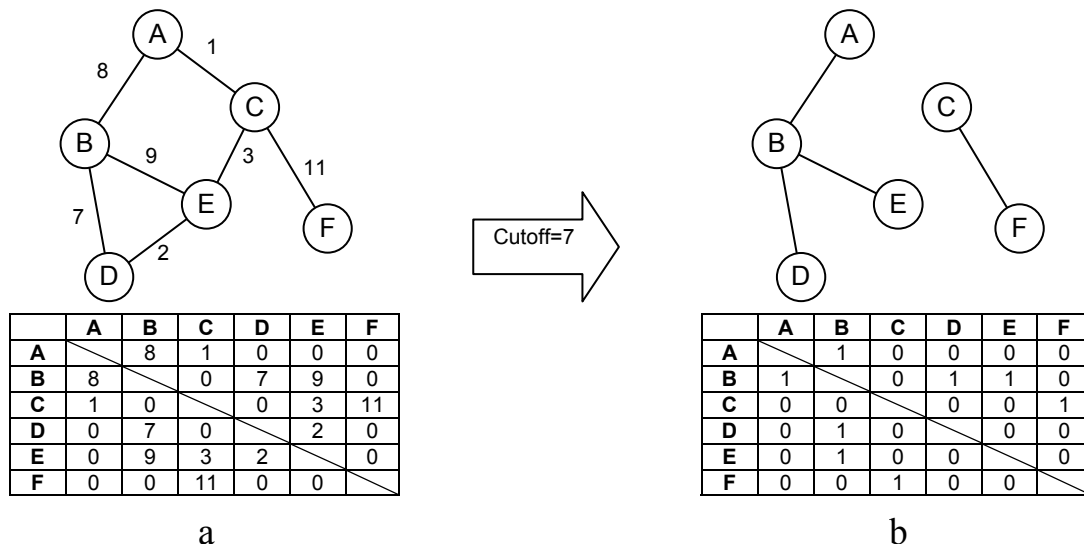 A
1
8
C
B
9
3
11
E
7
F
2
D
Cutoff=7
A
C
B
E
F
D
A B C D E F
A 8 1 0 0 0
B 8 0 7 9 0
C 1 0 0 3 11
D 0 7 0 2 0
E 0 9 3 2 0
F 0 0 11 0 0
a
A B C D E F
A 1 0 0 0 0
B 1 0 1 1 0
C 0 0 0 0 1
D 0 1 0 0 0
E 0 1 0 0 0
F 0 0 1 0 0
b